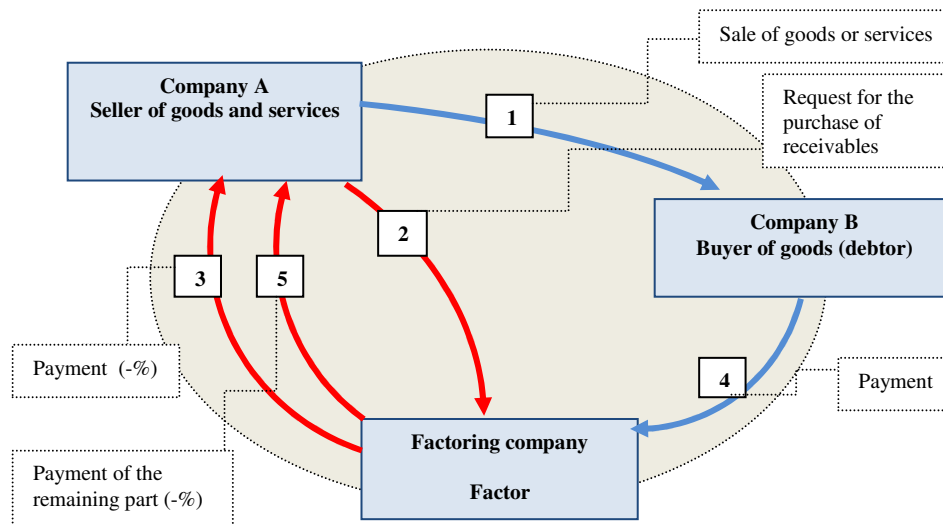 Sale of goods or services
Company A
Seller of goods and services
Request for the
purchase of
receivables
1
2
Company B
Buyer of goods (debtor)
3
5
Payment (-%)
4
Payment
Factoring company
Factor
Payment of the
remaining part (-%)